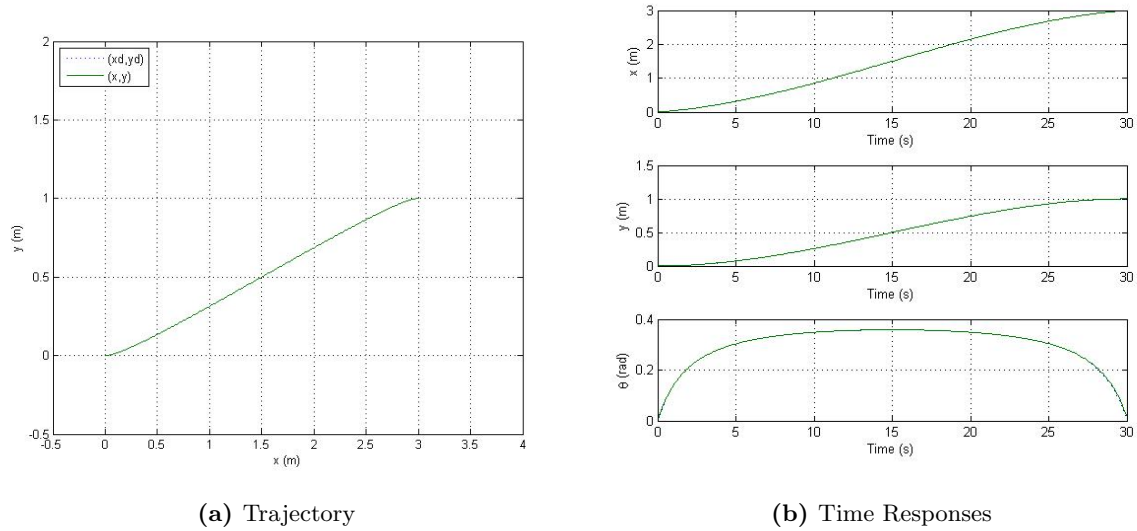 (xd,yd)
(x,y)
2
1.5
1
0.5
0
-0.5
-0.5 0 0.5 1 1.5 2 2.5 3 3.5 4
y (m)
x (m)
(a) Trajectory
3
2
1
0
0 5 10 15 20 25 30
x (m)
Time (s)
1.5
1
0.5
0
0 5 10 15 20 25 30
y (m)
Time (s)
0.4
0.2
0
0 5 10 15 20 25 30
θ (rad)
Time (s)
(b) Time Responses